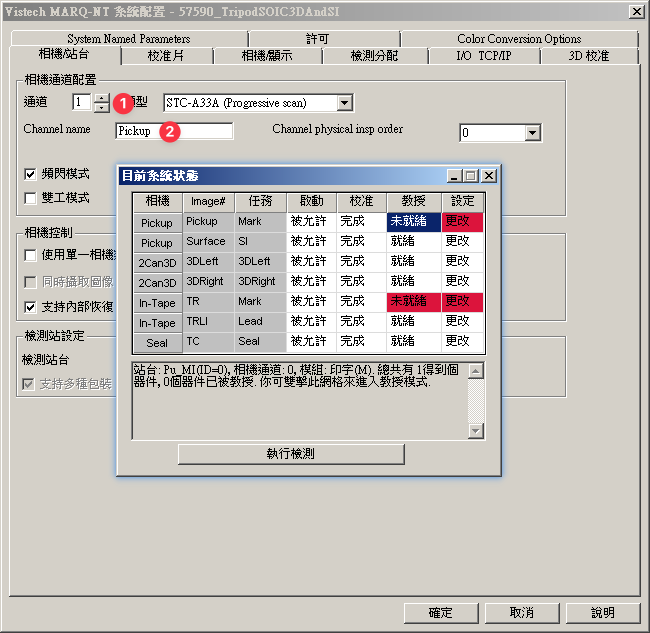 Vistech MARQ-NT 系統配置 - 57590_TripodSOIC3DAndSI
System Named Parameters 許可 Color Conversion Options
相機/站台 校准片 相機/顯示 檢測分配 I/O TCP/IP 3D 校准
相機通道配置
通道 1 1 類型 STC-A33A (Progressive scan)
Channel name Pickup 2 Channel physical insp order 0
頻閃模式
雙工模式
相機控制
使用單一相機
同時攝取圖像
支持內部恢復
檢測站設定
檢測站台
支持多種包裝
目前系統狀態
相機 Image# 任務 啟動 校准 教授 設定
Pickup Pickup Mark 被允許 完成 未就緒 更改
Pickup Surface SI 被允許 完成 就緒 更改
2Can3D 3DLeft 3DLeft 被允許 完成 就緒 更改
2Can3D 3DRight 3DRight 被允許 完成 就緒 更改
In-Tape TR Mark 被允許 完成 未就緒 更改
In-Tape TRLI Lead 被允許 完成 就緒 更改
Seal TC Seal 被允許 完成 就緒 更改
站台: Pu_MI(ID=0), 相機通道: 0, 模組: 印字(M). 總共有 1得到個
器件, 0個器件已被教授. 你可雙擊此網格來進入教授模式.
執行檢測
確定 取消 說明